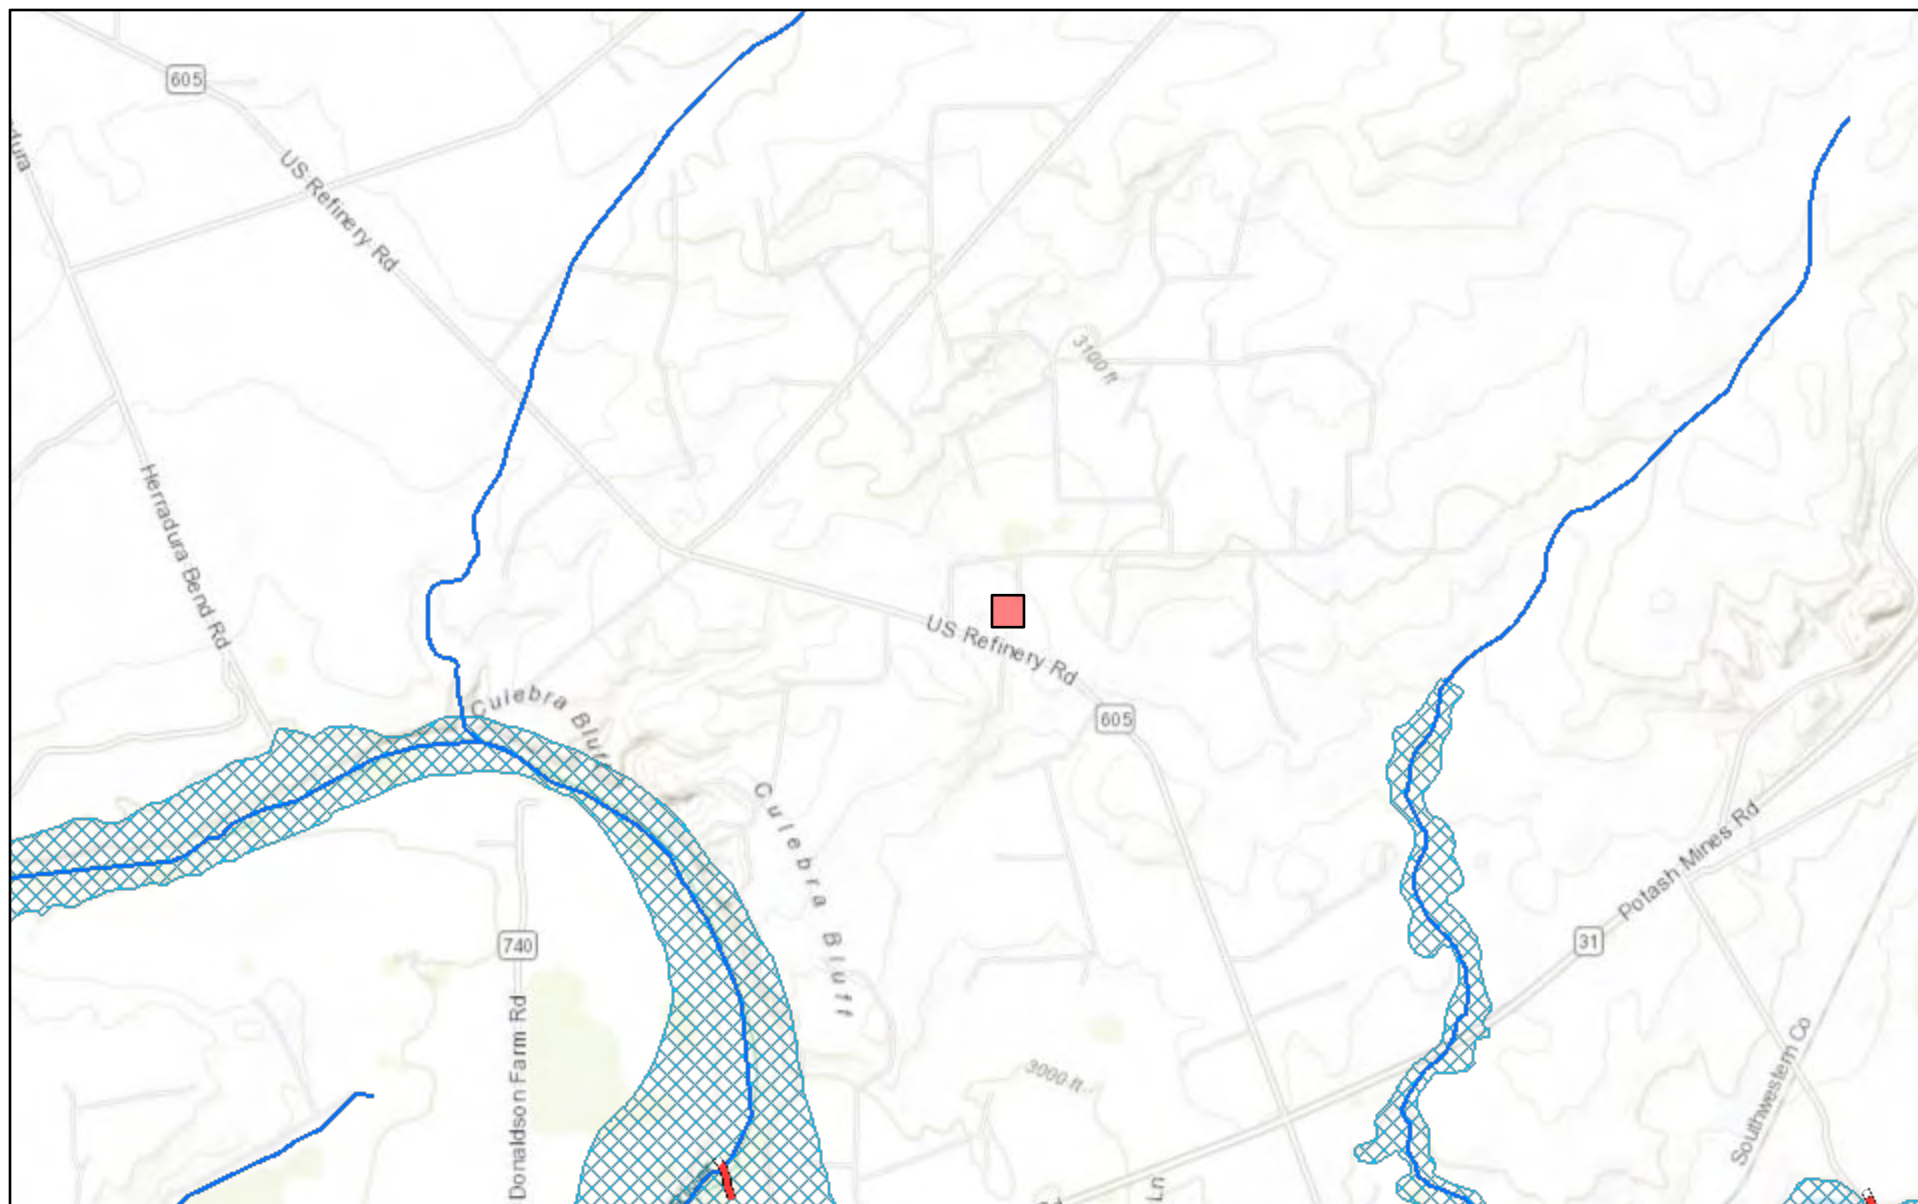 605
dura
US Refinery Rd
3100 ft
Herradura Bend Rd
US Refinery Rd
Culebra Bluff
605
Culebra Bluff
Potash Mines Rd
31
740
Donaldson Farm Rd
3000 ft
Southwestern Co
Ln